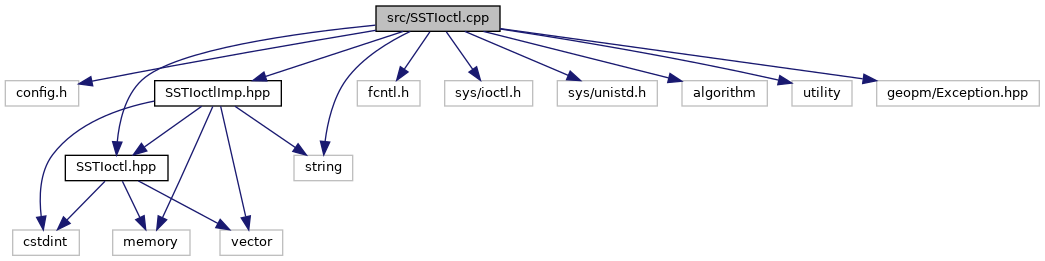 src/SSTIoctl.cpp
config.h
SSTIoctlImp.hpp
fcntl.h
sys/ioctl.h
sys/unistd.h
algorithm
utility
geopm/Exception.hpp
SSTIoctl.hpp
string
cstdint
memory
vector